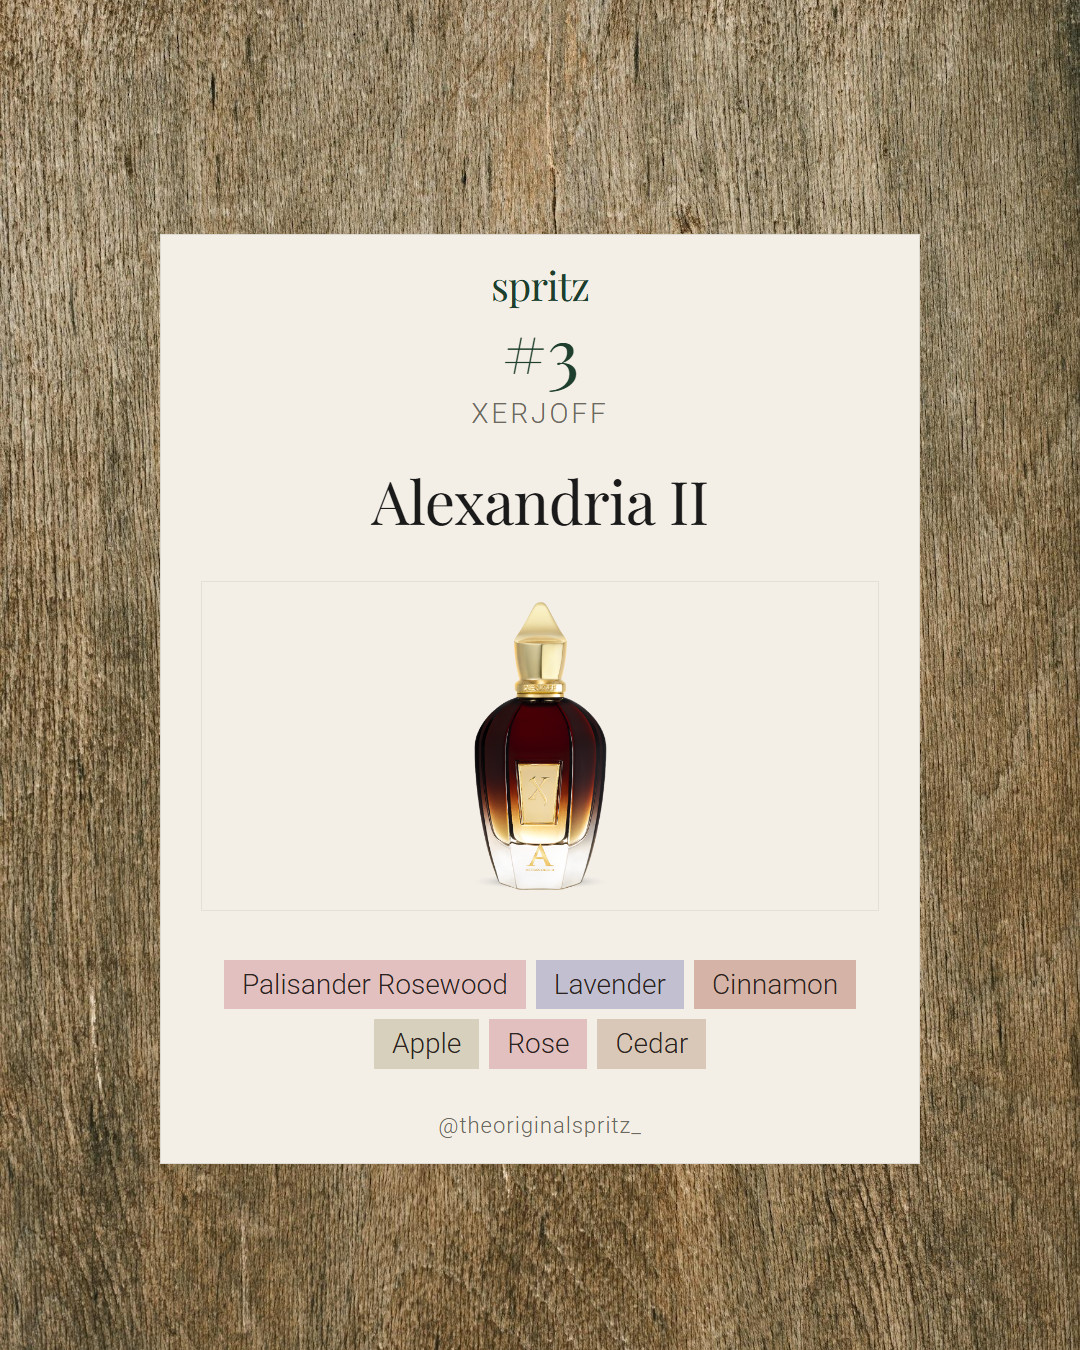 spritz
#3
XERJOFF
Alexandria II
X
A
Palisander Rosewood Lavender Cinnamon
Apple Rose Cedar
@theoriginalspritz_